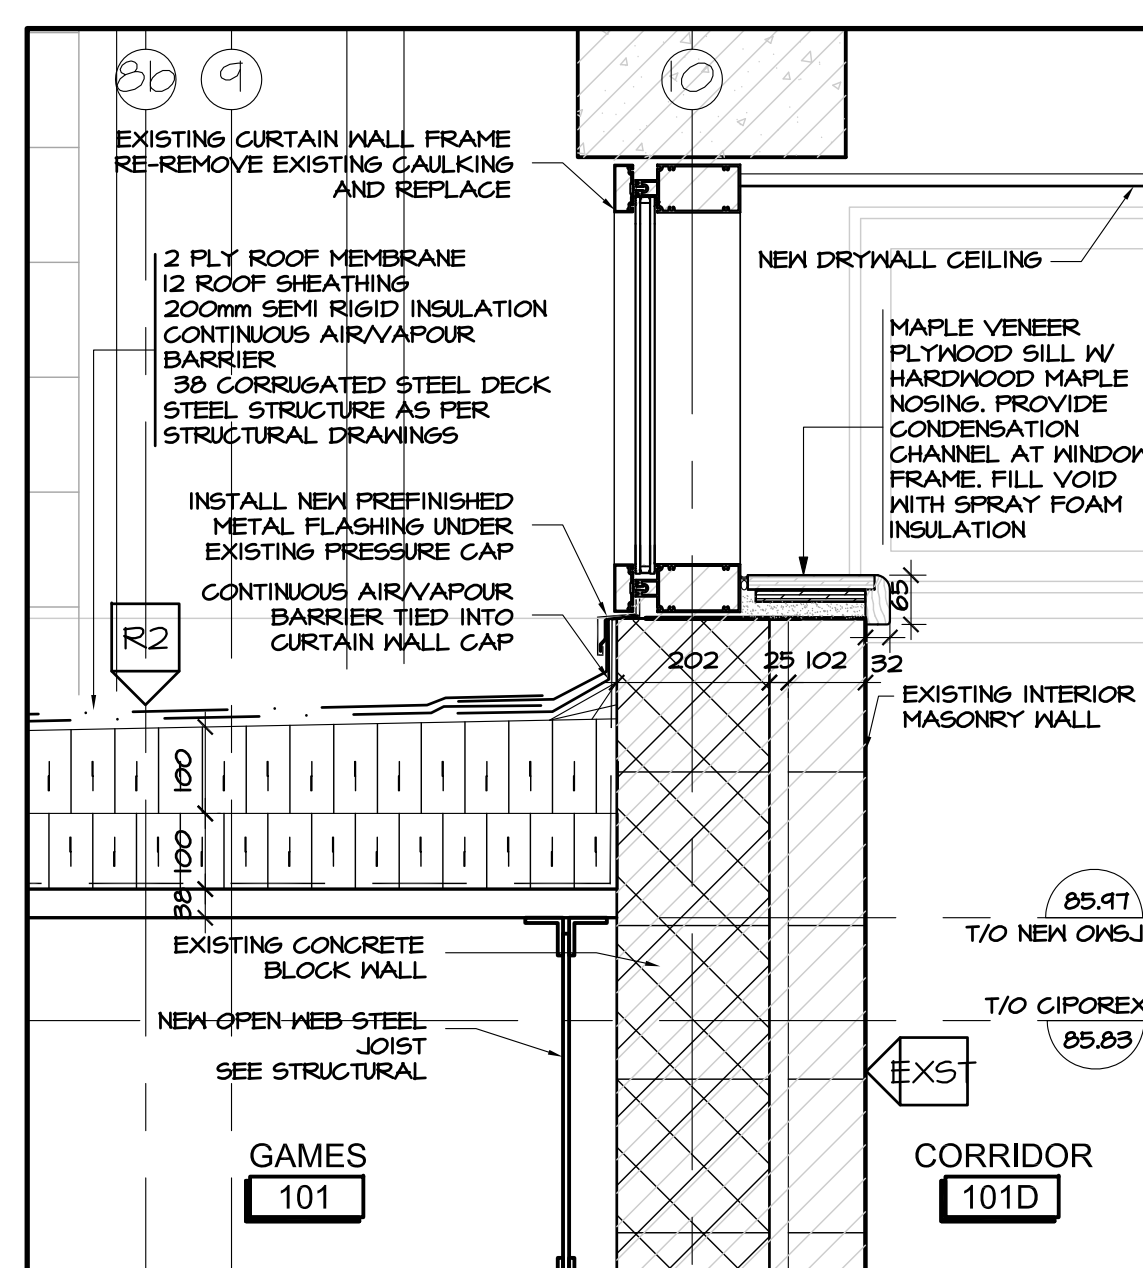 8b
9
10
EXISTING CURTAIN WALL FRAME
RE-REMOVE EXISTING CAULKING
AND REPLACE
2 PLY ROOF MEMBRANE
12 ROOF SHEATHING
200mm SEMI RIGID INSULATION
CONTINUOUS AIR/VAPOUR
BARRIER
38 CORRUGATED STEEL DECK
STEEL STRUCTURE AS PER
STRUCTURAL DRAWINGS
NEW DRYWALL CEILING
MAPLE VENEER
PLYWOOD SILL W/
HARDWOOD MAPLE
NOSING. PROVIDE
CONDENSATION
CHANNEL AT WINDOW
FRAME. FILL VOID
WITH SPRAY FOAM
INSULATION
INSTALL NEW PREFINISHED
METAL FLASHING UNDER
EXISTING PRESSURE CAP
CONTINUOUS AIR/VAPOUR
BARRIER TIED INTO
CURTAIN WALL CAP
R2
65
202
25
102
32
EXISTING INTERIOR
MASONRY WALL
100
100
38
85.97
T/O NEW OWSJ
EXISTING CONCRETE
BLOCK WALL
T/O CIPOREX
85.83
NEW OPEN WEB STEEL
JOIST
SEE STRUCTURAL
EXST
GAMES
101
CORRIDOR
101D